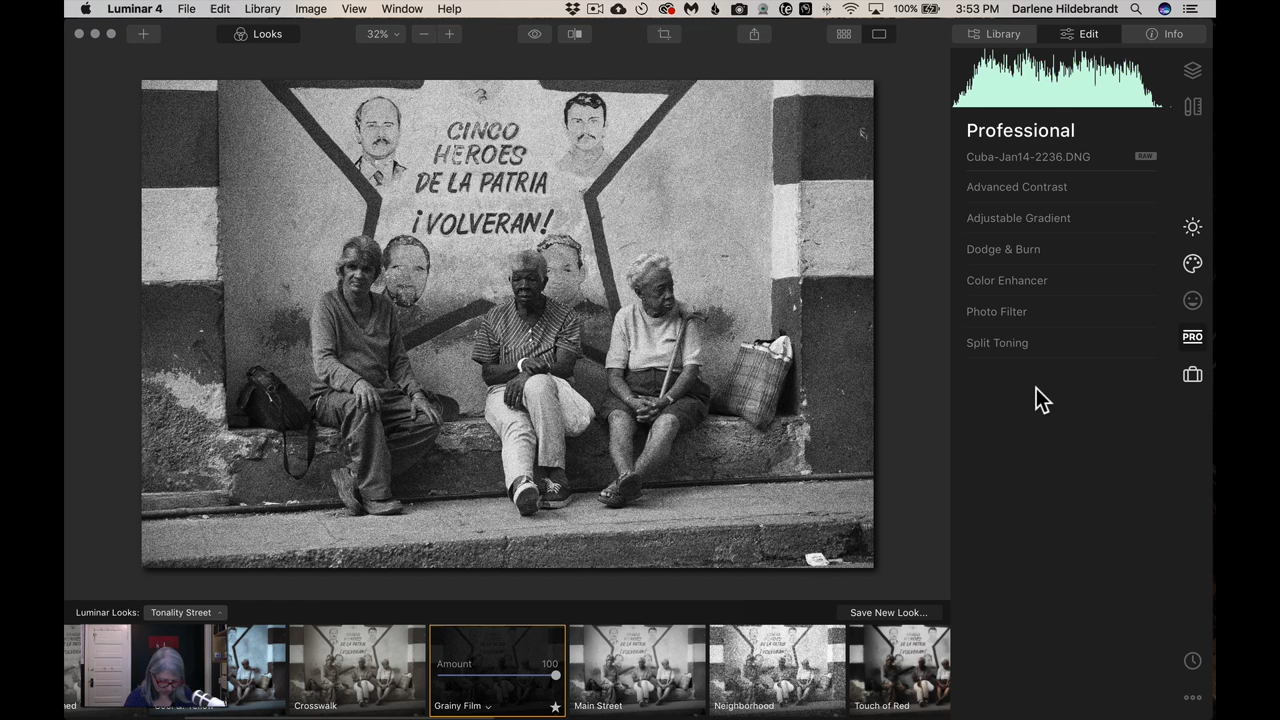 Luminar 4 File Edit Library Image View Window Help 100% 3:53 PM Darlene Hildebrandt
Looks 32% Library Edit Info
Professional
Cuba-Jan14-2236.DNG RAW
Advanced Contrast
Adjustable Gradient
Dodge & Burn
Color Enhancer
Photo Filter
Split Toning
PRO
CINCO
HEROES
DE LA PATRIA
¡VOLVERAN!
Luminar Looks: Tonality Street Save New Look...
Amount 100
Crosswalk Grainy Film Main Street Neighborhood Touch of Red